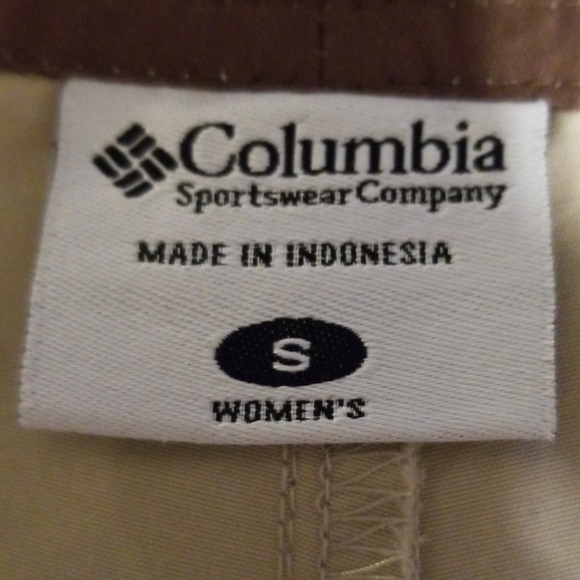 Columbia
Sportswear Company
MADE IN INDONESIA
S
WOMEN'S